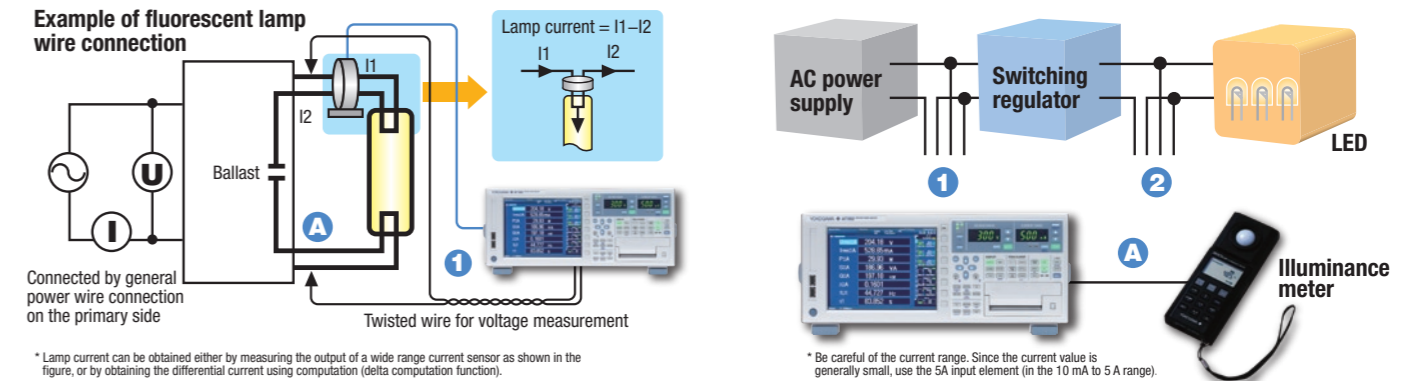 Example of fluorescent lamp
wire connection
I1
I2
Lamp current = I1–I2
I1
I2
U
I
Ballast
A
1
Connected by general
power wire connection
on the primary side
Twisted wire for voltage measurement
* Lamp current can be obtained either by measuring the output of a wide range current sensor as shown in the
figure, or by obtaining the differential current using computation (delta computation function).
AC power
supply
Switching
regulator
LED
1
2
YOKOGAWA
A
Illuminance
meter
* Be careful of the current range. Since the current value is
generally small, use the 5A input element (in the 10 mA to 5 A range).